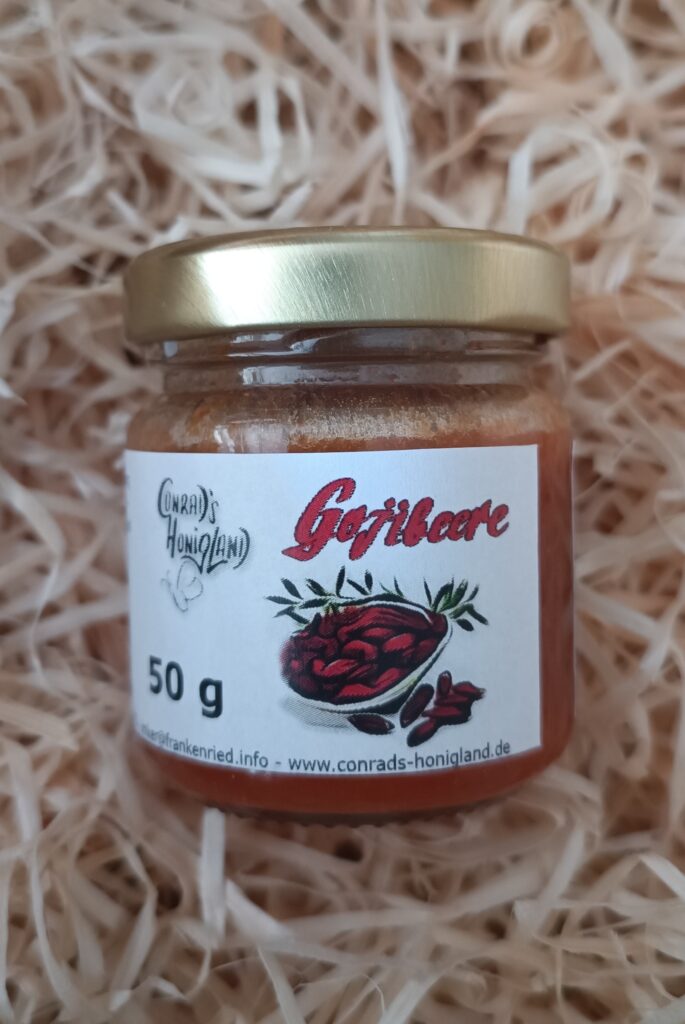 Conrad's
Honigland
Gojibeere
50 g
@frankenried.info - www.conrads-honigland.de